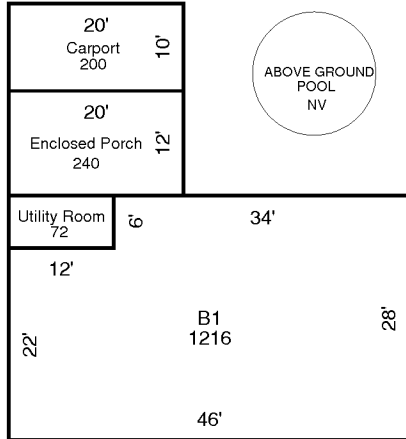 20'
Carport
200
10'
ABOVE GROUND
POOL
NV
20'
Enclosed Porch
240
12'
Utility Room
72
6'
34'
12'
22'
B1
1216
28'
46'